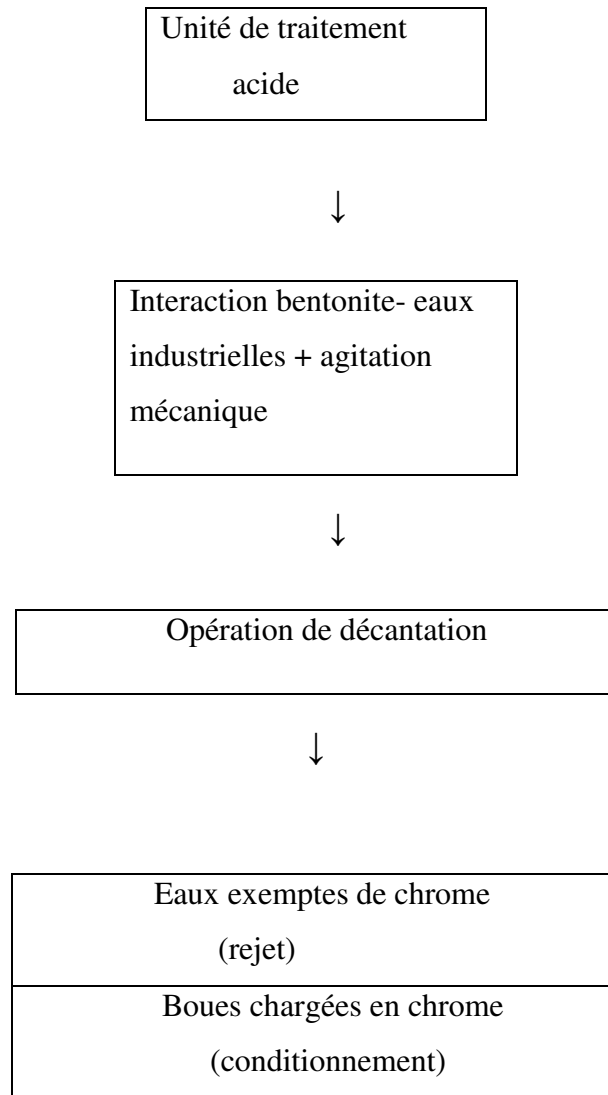 Unité de traitement
acide
↓
Interaction bentonite- eaux
industrielles + agitation
mécanique
↓
Opération de décantation
↓
Eaux exemptes de chrome
(rejet)
Boues chargées en chrome
(conditionnement)